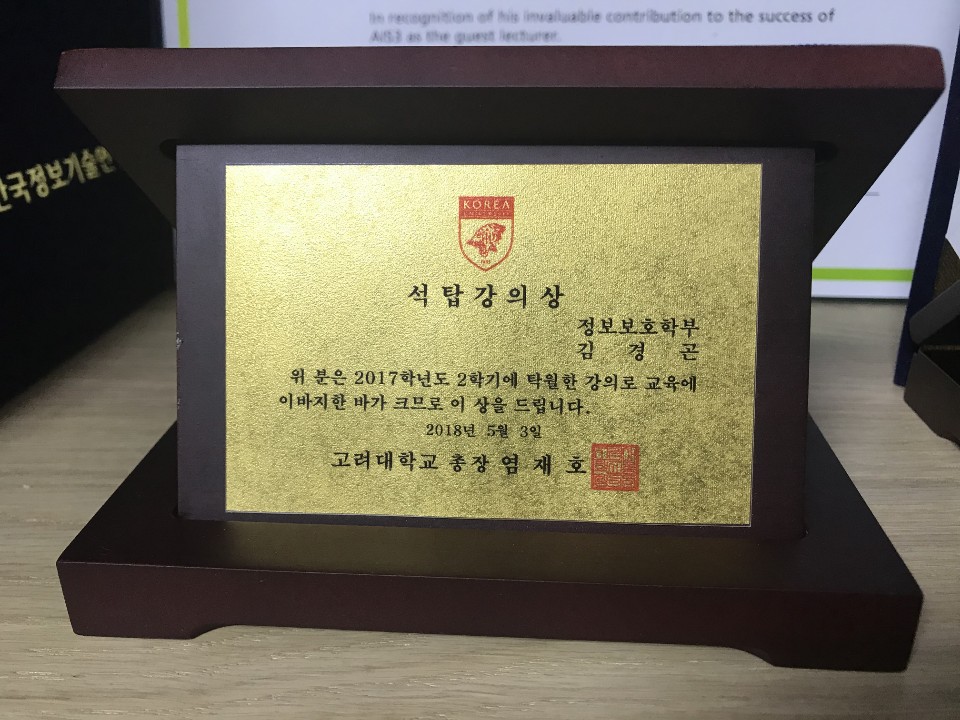 In recognition of his invaluable contribution to the success of
AIS3 as the guest lecturer.
한국정보기술연
KOREA
석탑강의상
정보보호학부
김 경 곤
위 분은 2017학년도 2학기에 탁월한 강의로 교육에
이바지한 바가 크므로 이 상을 드립니다.
2018년 5월 3일
고려대학교 총장 염 재 호